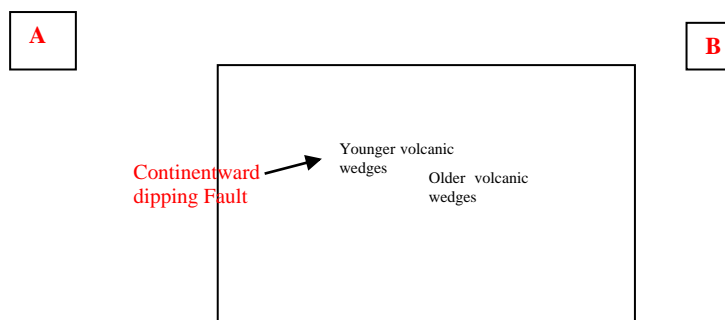 A
B
Younger volcanic
wedges
Continentward
dipping Fault
Older volcanic
wedges